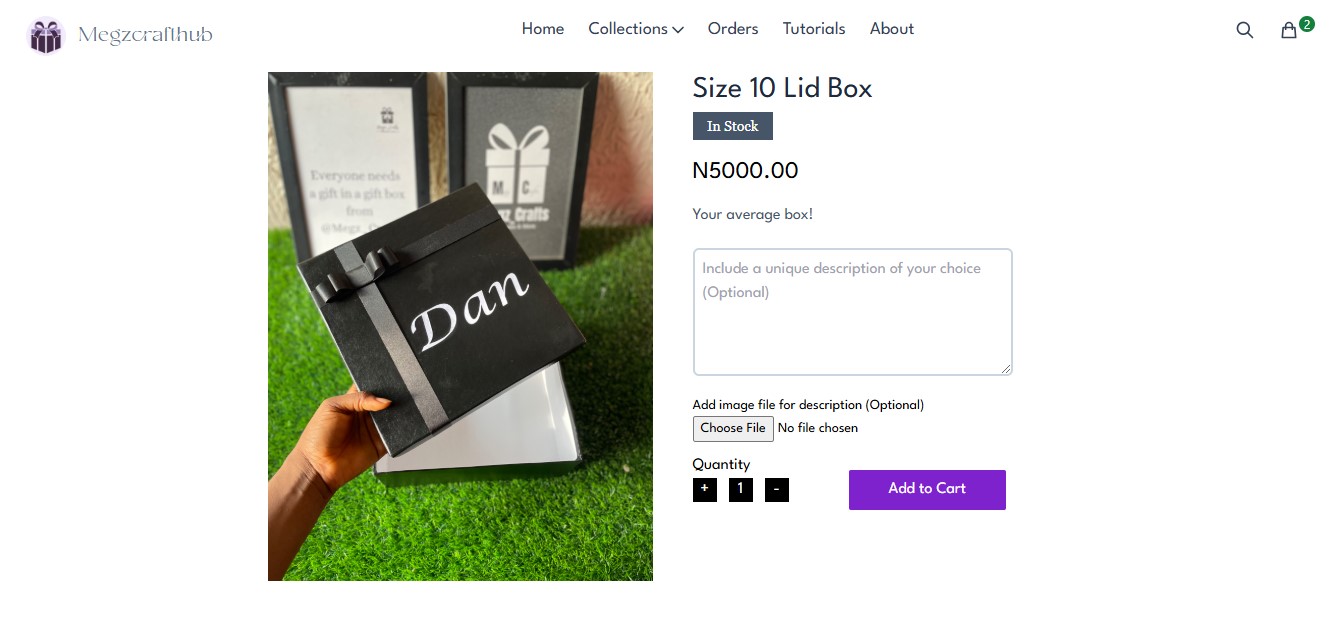 Megzcrafthub
Home Collections Orders Tutorials About
2
Size 10 Lid Box
In Stock
N5000.00
Your average box!
Include a unique description of your choice
(Optional)
Add image file for description (Optional)
Choose File No file chosen
Quantity
+ 1 -
Add to Cart
Everyone needs
a gift in a gift box
from
@Megz
M C
Crafts
Dan